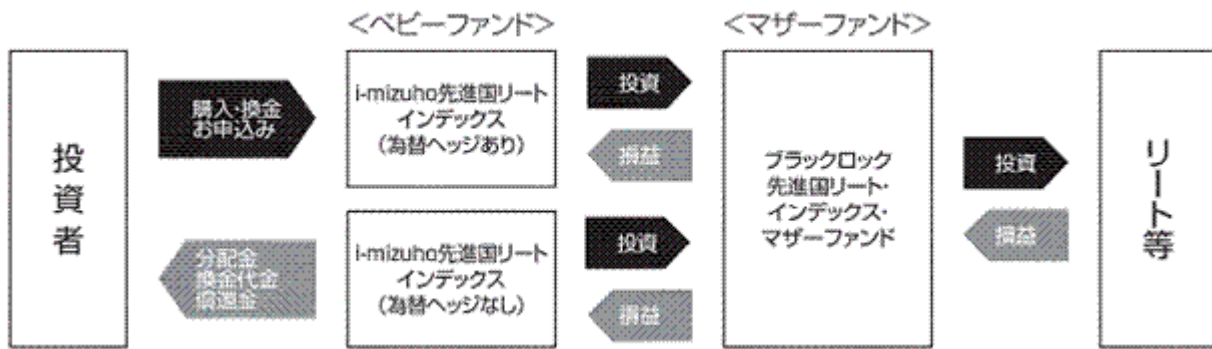 <ベビーファンド>
<マザーファンド>
投資者
購入・換金
お申込み
分配金
換金代金
償還金
i-mizuho先進国リート
インデックス
(為替ヘッジあり)
i-mizuho先進国リート
インデックス
(為替ヘッジなし)
投資
損益
投資
損益
ブラックロック
先進国リート・
インデックス・
マザーファンド
投資
損益
リート等